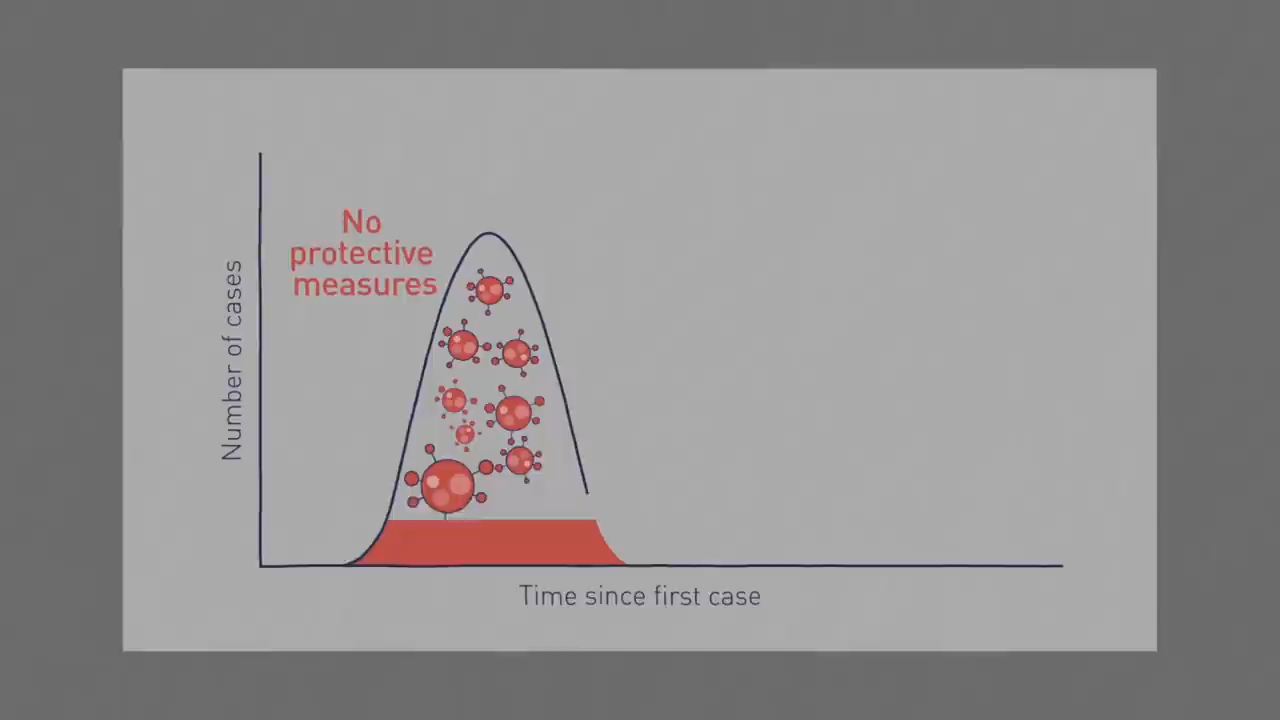 No
protective
measures
Number of cases
Time since first case